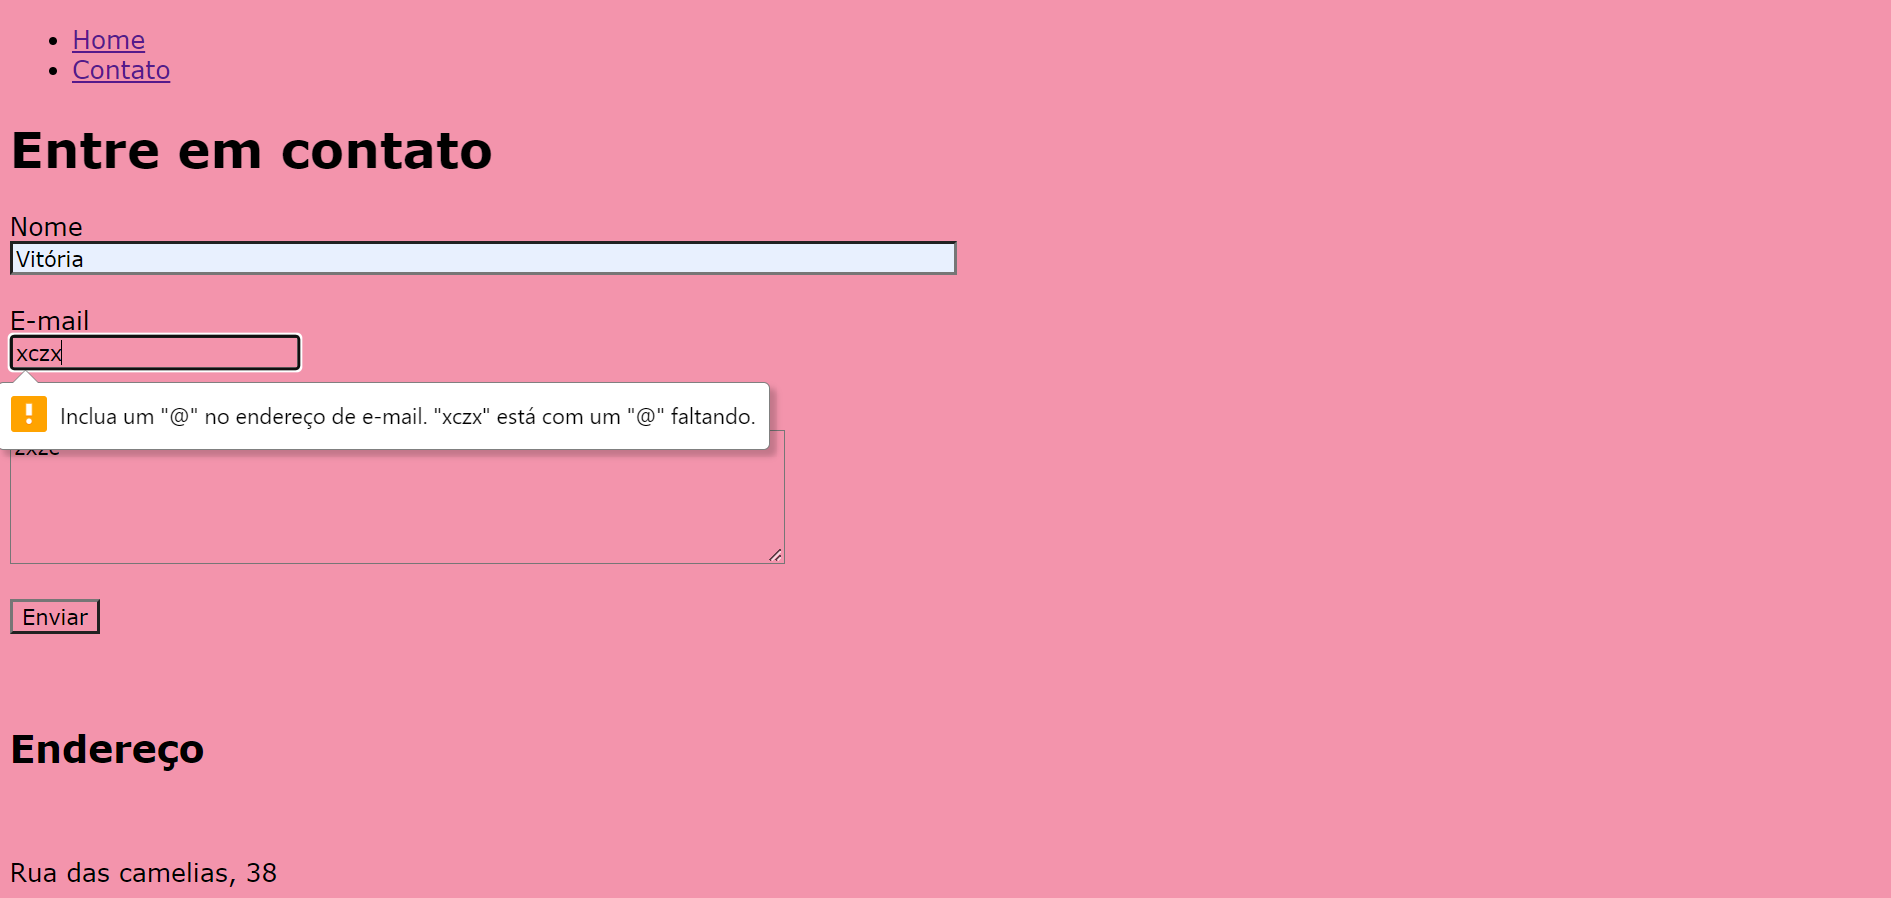 Home
Contato
Entre em contato
Nome
Vitória
E-mail
xczx
Inclua um "@" no endereço de e-mail. "xczx" está com um "@" faltando.
Enviar
Endereço
Rua das camelias, 38